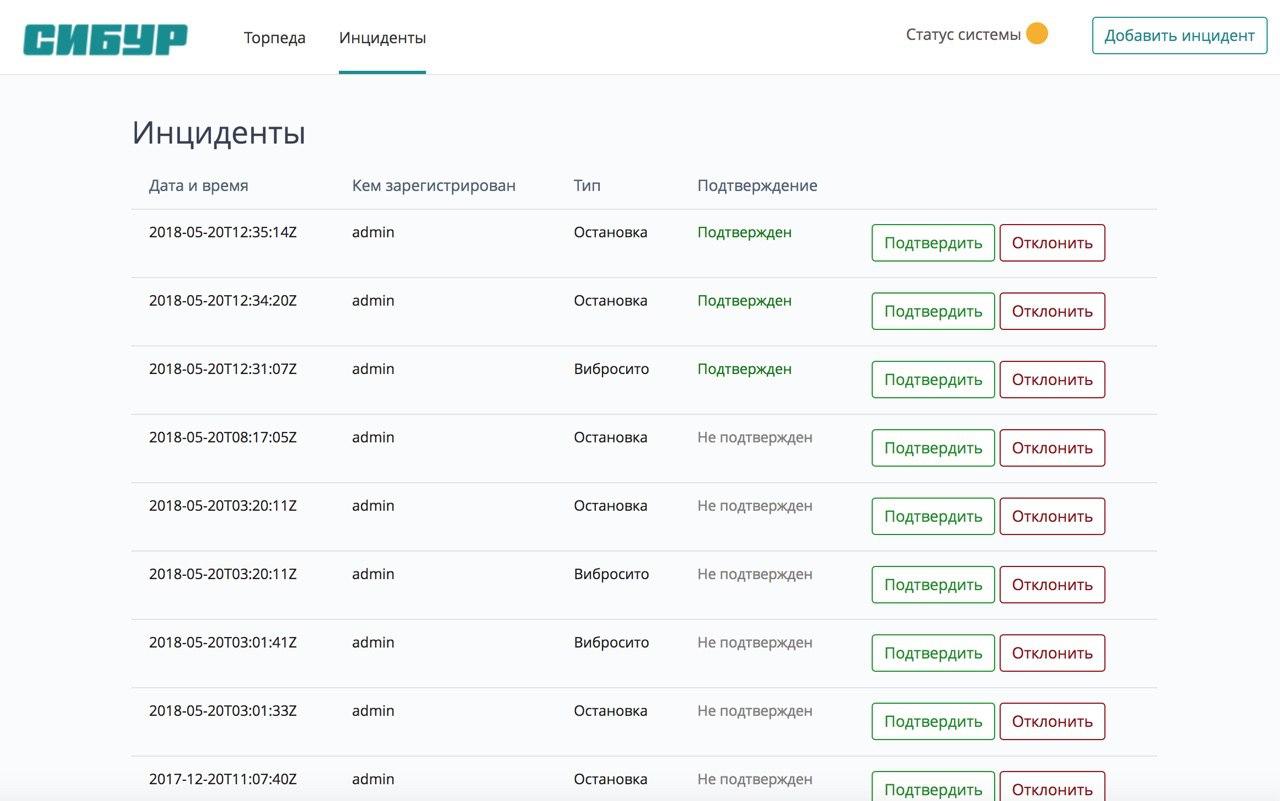 СИБУР Торпеда Инциденты Статус системы Добавить инцидент
Инциденты
Дата и время Кем зарегистрирован Тип Подтверждение
2018-05-20T12:35:14Z admin Остановка Подтвержден Подтвердить Отклонить
2018-05-20T12:34:20Z admin Остановка Подтвержден Подтвердить Отклонить
2018-05-20T12:31:07Z admin Вибросито Подтвержден Подтвердить Отклонить
2018-05-20T08:17:05Z admin Остановка Не подтвержден Подтвердить Отклонить
2018-05-20T03:20:11Z admin Остановка Не подтвержден Подтвердить Отклонить
2018-05-20T03:20:11Z admin Вибросито Не подтвержден Подтвердить Отклонить
2018-05-20T03:01:41Z admin Вибросито Не подтвержден Подтвердить Отклонить
2018-05-20T03:01:33Z admin Остановка Не подтвержден Подтвердить Отклонить
2017-12-20T11:07:40Z admin Остановка Не подтвержден Подтвердить Отклонить